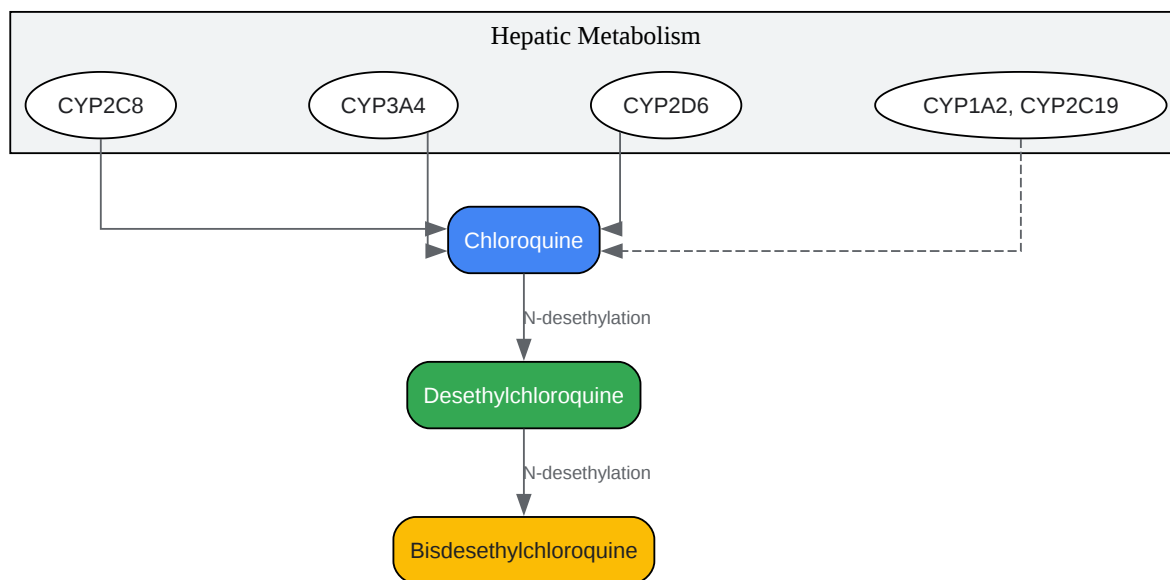 Hepatic Metabolism
CYP2C8
CYP3A4
CYP2D6
CYP1A2, CYP2C19
Chloroquine
N-desethylation
Desethylchloroquine
N-desethylation
Bisdesethylchloroquine